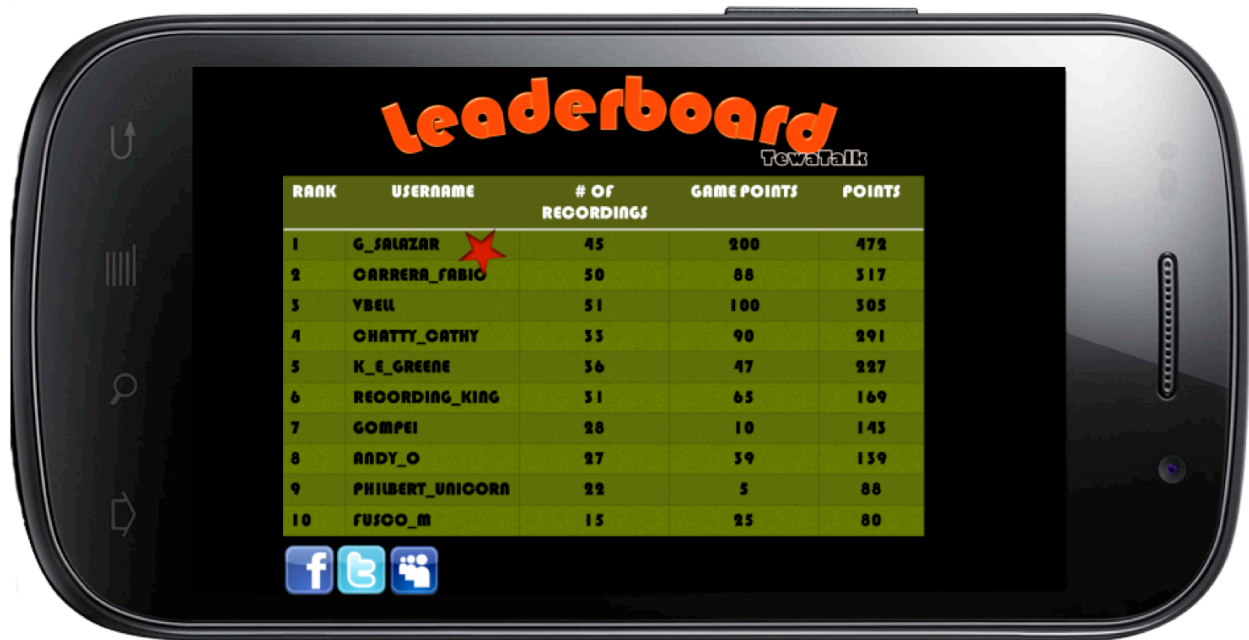 Leaderboard
TewaTalk
RANK USERNAME # OF RECORDINGS GAME POINTS POINTS
1 G_SALAZAR 45 200 472
2 CARRERA_FABIO 50 88 317
3 VBELL 51 100 305
4 CHATTY_CATHY 33 90 291
5 K_E_GREENE 36 47 227
6 RECORDING_KING 31 65 169
7 GOMPEI 28 10 143
8 ANDY_O 27 39 139
9 PHILBERT_UNICORN 22 5 88
10 FUSCO_M 15 25 80
f t